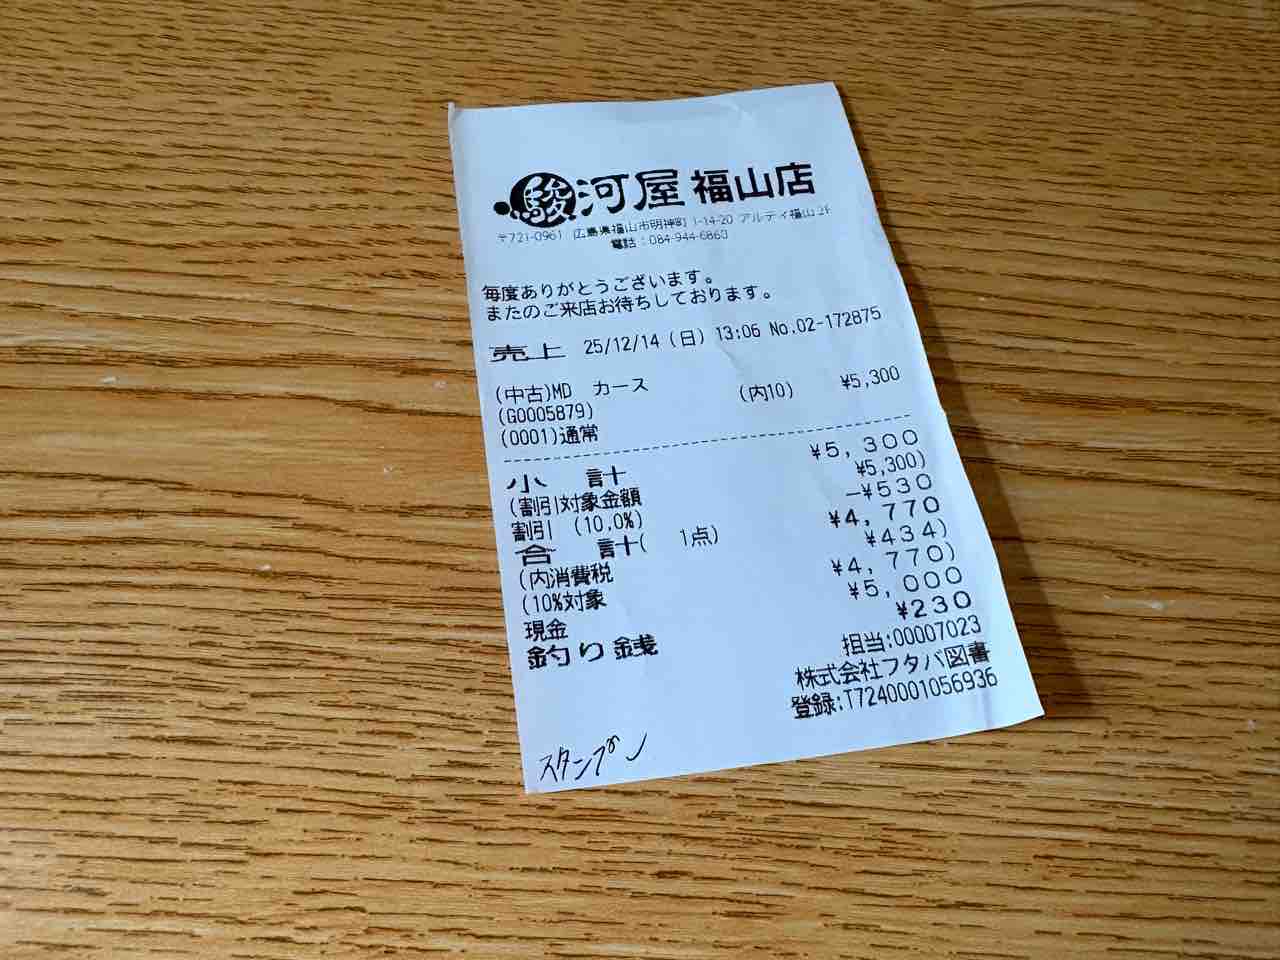 駿河屋 福山店
〒721-0961 広島県福山市明神町 1-14-20 アルティ福山 2F
電話：084-944-6860
毎度ありがとうございます。
またのご来店お待ちしております。
売上 25/12/14(日) 13:06 No.02-172875
(中古)MD カース (内10) ¥5,300
(G0005879)
(0001)通常
小計 ¥5,300
(割引対象金額 ¥5,300)
割引 (10.0%) -¥530
合計( 1点) ¥4,770
(内消費税 ¥434)
(10%対象 ¥4,770)
現金 ¥5,000
釣り銭 ¥230
担当:00007023
株式会社フタバ図書
登録:T7240001056936
スタンプ